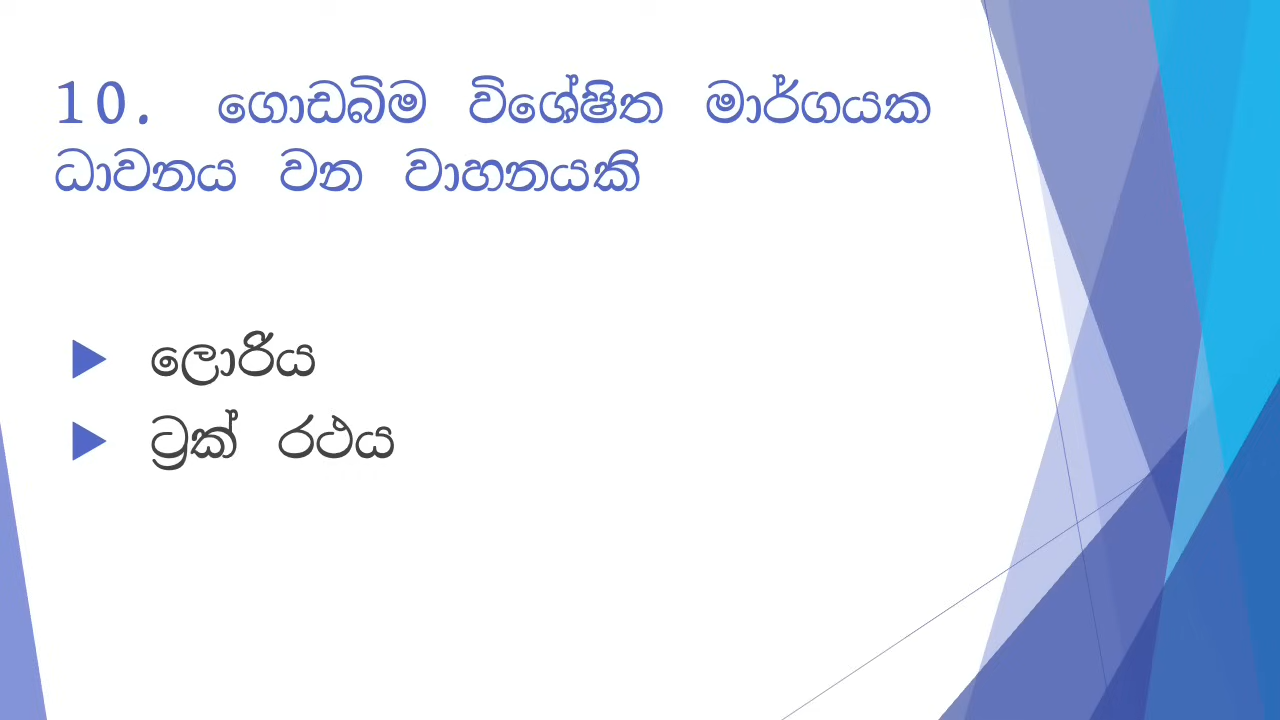 10. ගොඩබිම විශේෂිත මාර්ගයක
ධාවනය වන වාහනයකි
ලොරිය
ට්‍රක් රථය